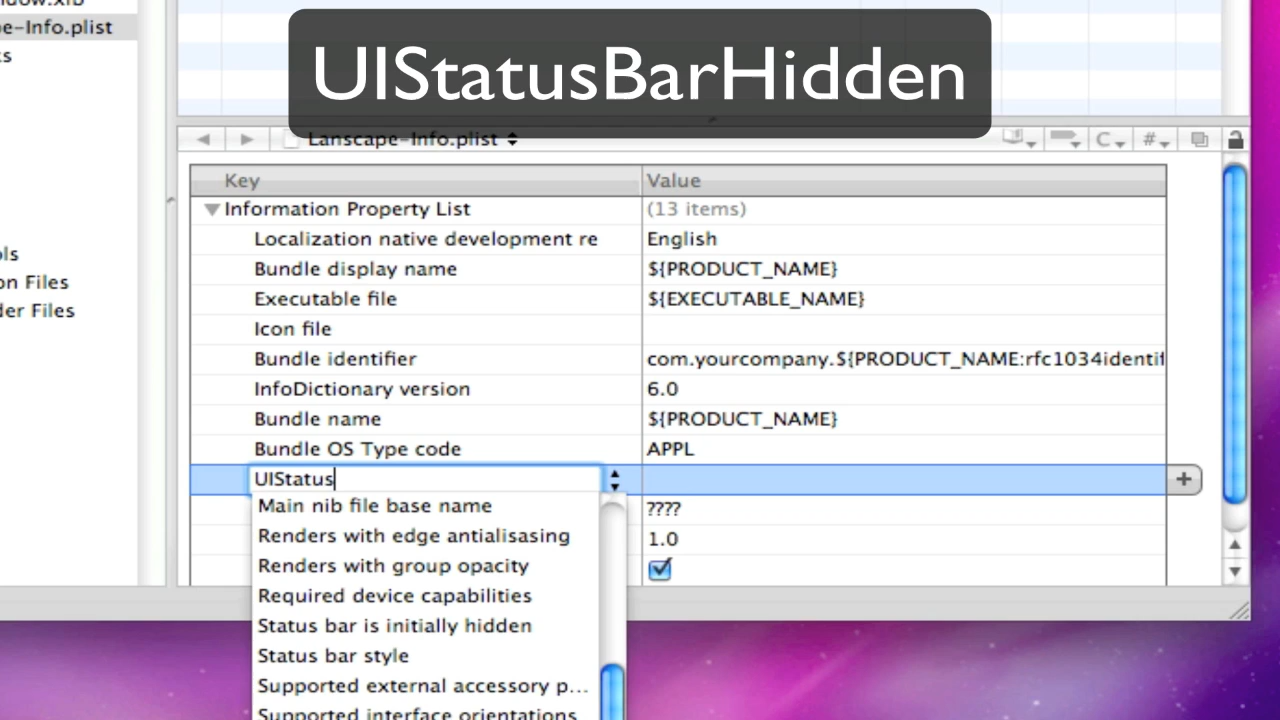 UIStatusBarHidden
e-Info.plist
s
Lanscape-Info.plist
C
#
Key Value
Information Property List (13 items)
Localization native development re English
Bundle display name ${PRODUCT_NAME}
Executable file ${EXECUTABLE_NAME}
Icon file
Bundle identifier com.yourcompany.${PRODUCT_NAME:rfc1034identif
InfoDictionary version 6.0
Bundle name ${PRODUCT_NAME}
Bundle OS Type code APPL
UIStatus
Main nib file base name ????
Renders with edge antialisasing 1.0
Renders with group opacity
Required device capabilities
Status bar is initially hidden
Status bar style
Supported external accessory p...
Supported interface orientations
ols
on Files
der Files